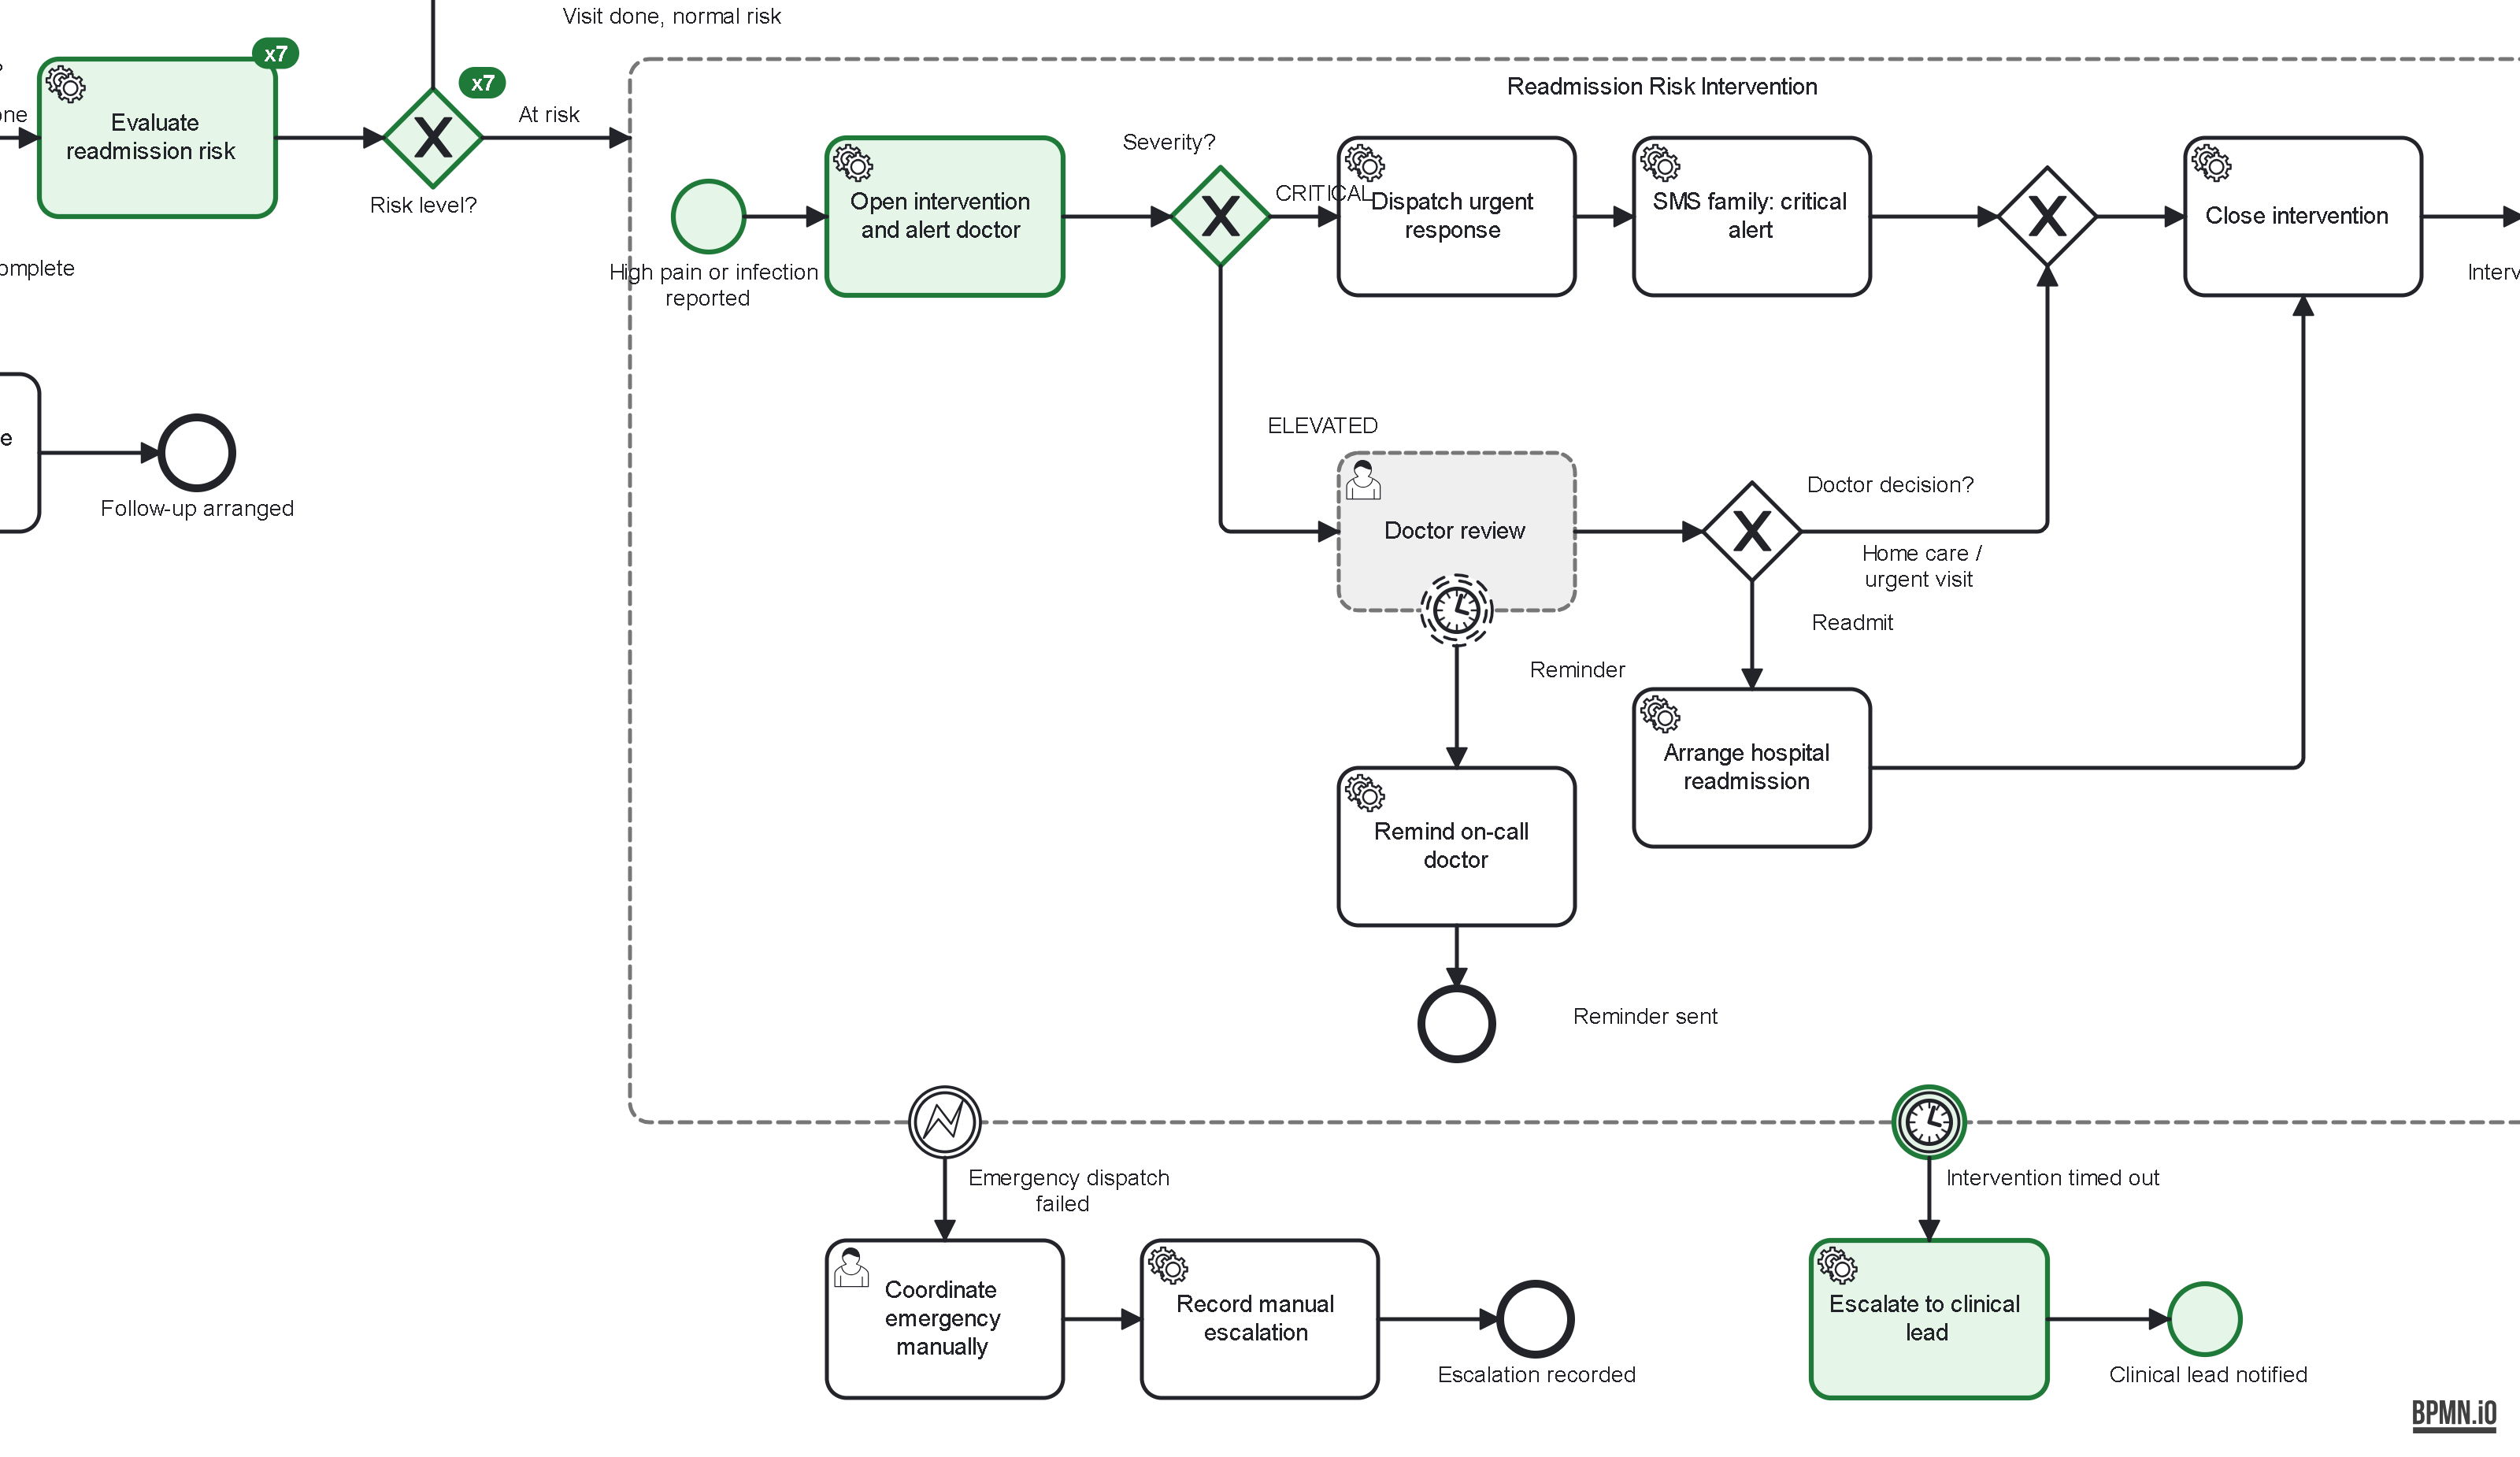 Visit done, normal risk
x7
x7
Evaluate
readmission risk
At risk
Risk level?
Readmission Risk Intervention
Severity?
High pain or infection
reported
Open intervention
and alert doctor
CRITICAL
Dispatch urgent
response
SMS family: critical
alert
Close intervention
Follow-up arranged
ELEVATED
Doctor review
Doctor decision?
Home care /
urgent visit
Readmit
Reminder
Arrange hospital
readmission
Remind on-call
doctor
Reminder sent
Emergency dispatch
failed
Intervention timed out
Coordinate
emergency
manually
Record manual
escalation
Escalation recorded
Escalate to clinical
lead
Clinical lead notified
BPMN.iO